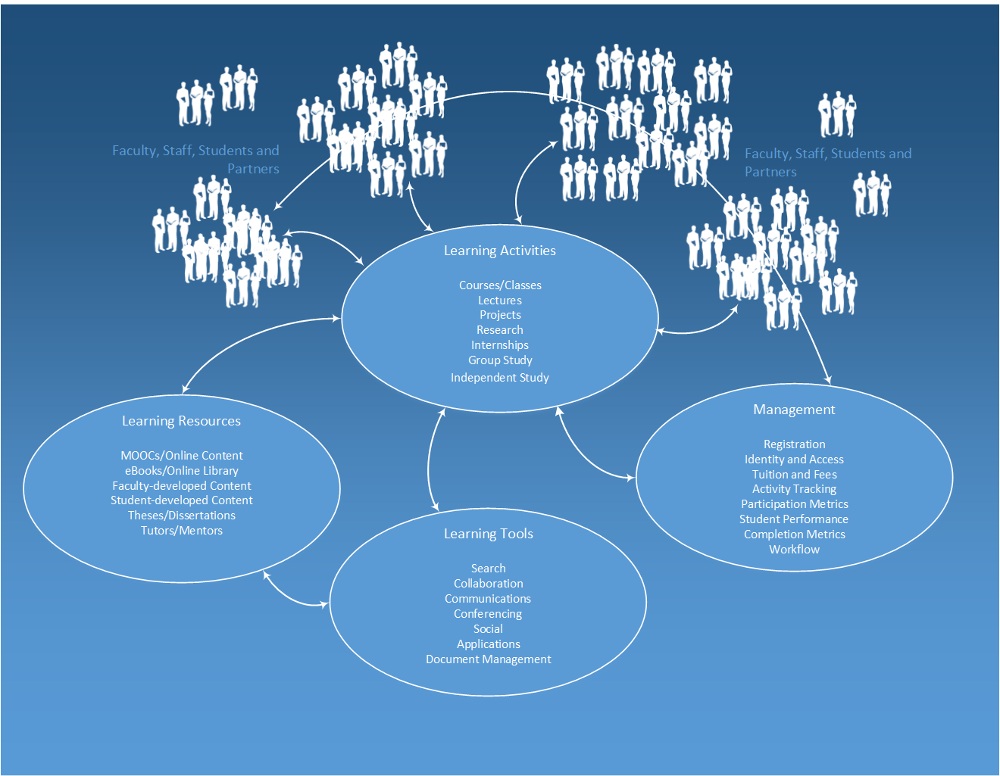 Faculty, Staff, Students and
Partners
Faculty, Staff, Students and
Partners
Learning Activities
Courses/Classes
Lectures
Projects
Research
Internships
Group Study
Independent Study
Learning Resources
MOOCs/Online Content
eBooks/Online Library
Faculty-developed Content
Student-developed Content
Theses/Dissertations
Tutors/Mentors
Management
Registration
Identity and Access
Tuition and Fees
Activity Tracking
Participation Metrics
Student Performance
Completion Metrics
Workflow
Learning Tools
Search
Collaboration
Communications
Conferencing
Social
Applications
Document Management